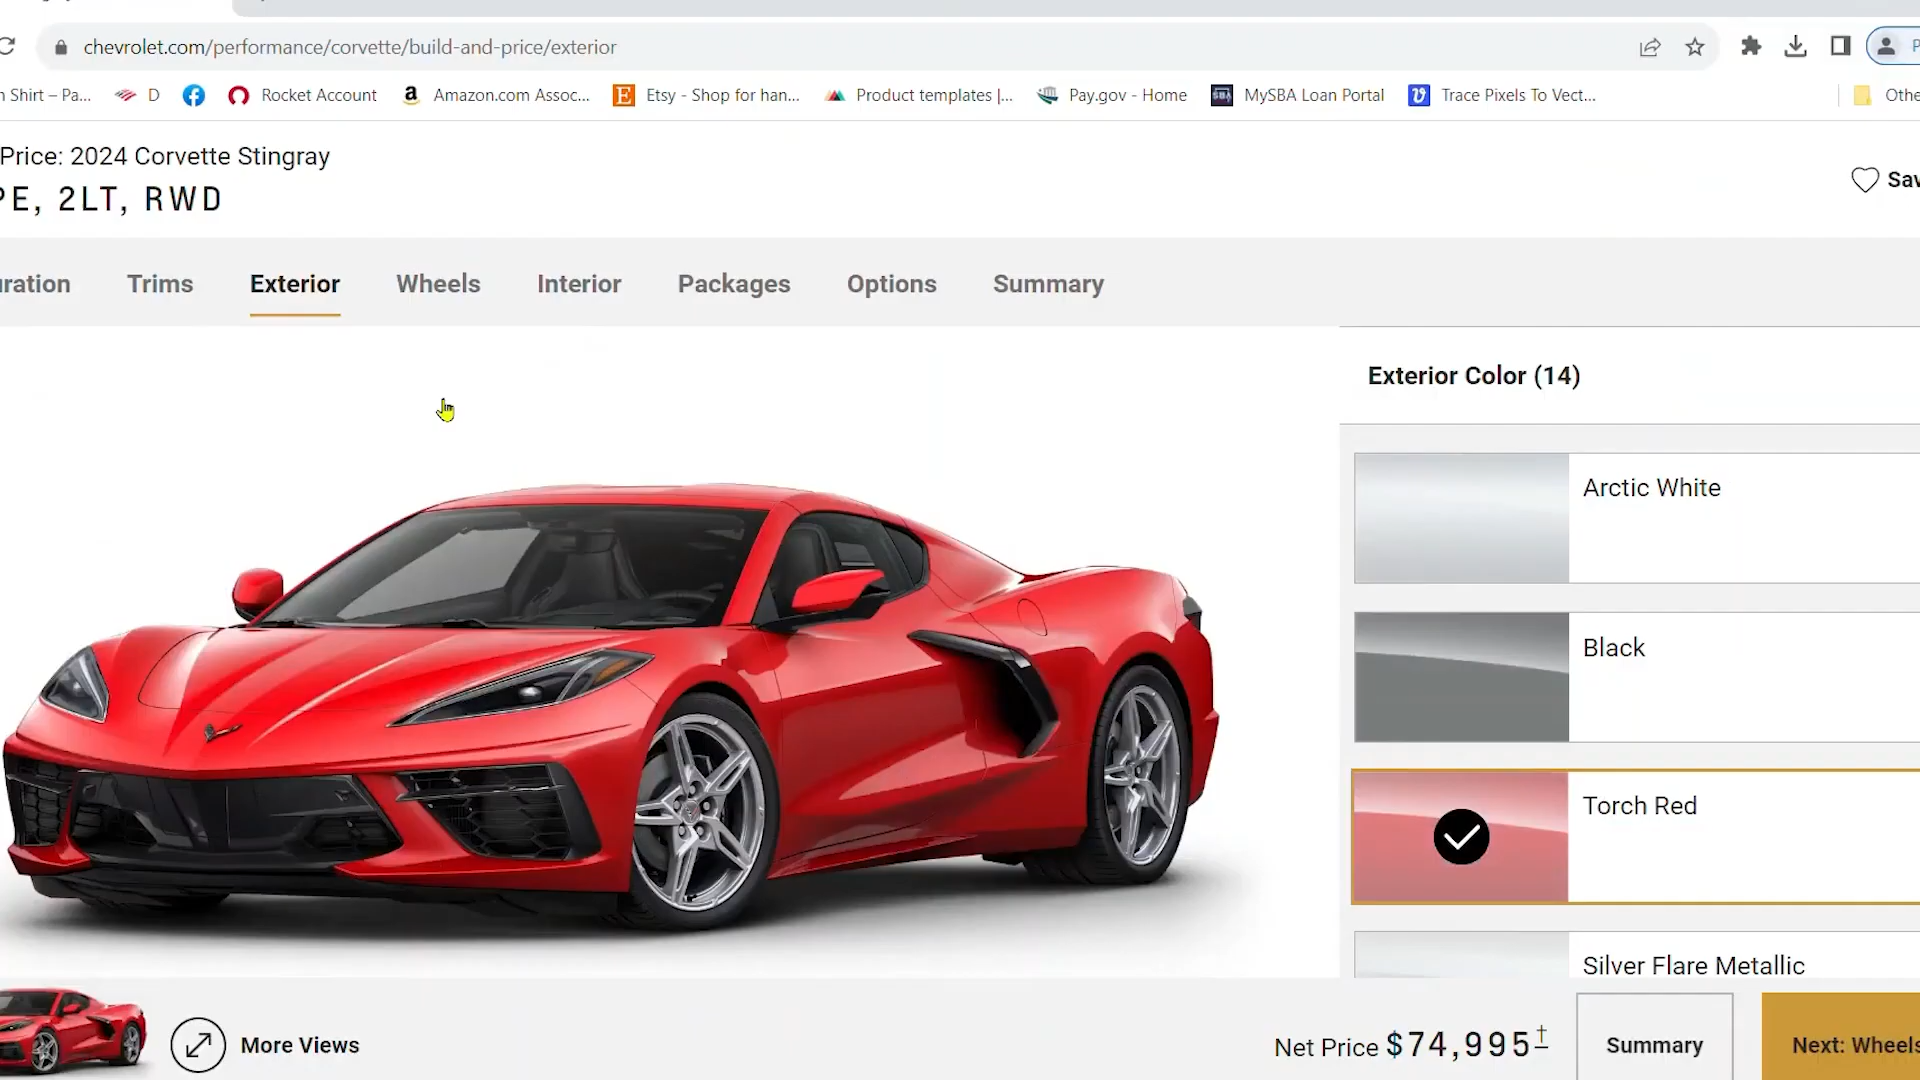 chevrolet.com/performance/corvette/build-and-price/exterior
P
n Shirt – Pa...
D
Rocket Account
a
Amazon.com Assoc...
E
Etsy - Shop for han...
Product templates |...
Pay.gov - Home
SBA
MySBA Loan Portal
Trace Pixels To Vect...
Othe
Price: 2024 Corvette Stingray
PE, 2LT, RWD
Sav
uration
Trims
Exterior
Wheels
Interior
Packages
Options
Summary
Exterior Color (14)
Arctic White
Black
Torch Red
Silver Flare Metallic
More Views
Net Price $74,995†
Summary
Next: Wheels